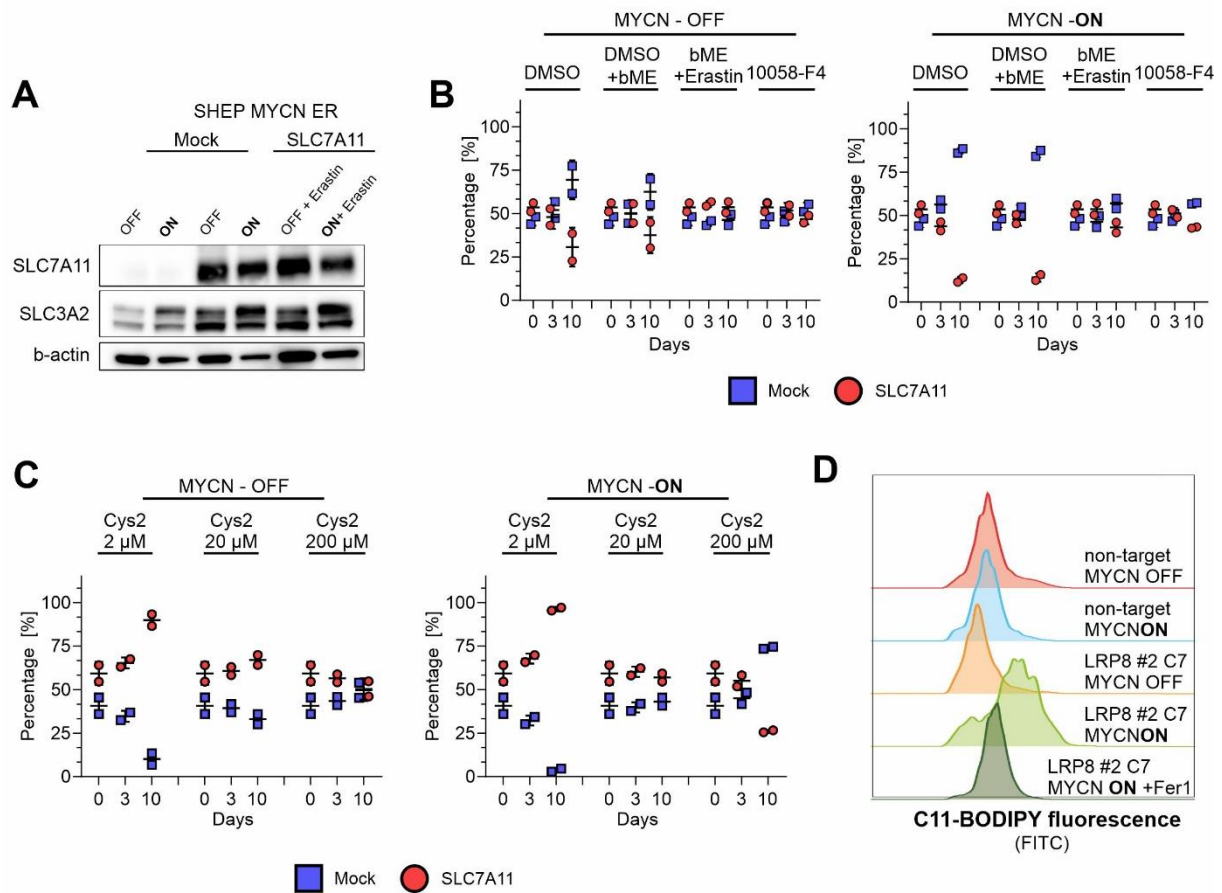 A
SHEP MYCN ER
Mock SLC7A11
OFF ON OFF ON OFF + Erastin ON+ Erastin
SLC7A11
SLC3A2
b-actin
B
MYCN - OFF
DMSO DMSO +bME bME +Erastin 10058-F4
Percentage [%]
100
75
50
25
0
0 3 10 0 3 10 0 3 10 0 3 10
Days
MYCN -ON
DMSO DMSO +bME bME +Erastin 10058-F4
Percentage [%]
100
75
50
25
0
0 3 10 0 3 10 0 3 10 0 3 10
Days
Mock SLC7A11
C
MYCN - OFF
Cys2 Cys2 Cys2
2 µM 20 µM 200 µM
Percentage [%]
100
75
50
25
0
0 3 10 0 3 10 0 3 10
Days
MYCN -ON
Cys2 Cys2 Cys2
2 µM 20 µM 200 µM
Percentage [%]
100
75
50
25
0
0 3 10 0 3 10 0 3 10
Days
Mock SLC7A11
D
non-target
MYCN OFF
non-target
MYCNON
LRP8 #2 C7
MYCN OFF
LRP8 #2 C7
MYCNON
LRP8 #2 C7
MYCN ON +Fer1
C11-BODIPY fluorescence
(FITC)